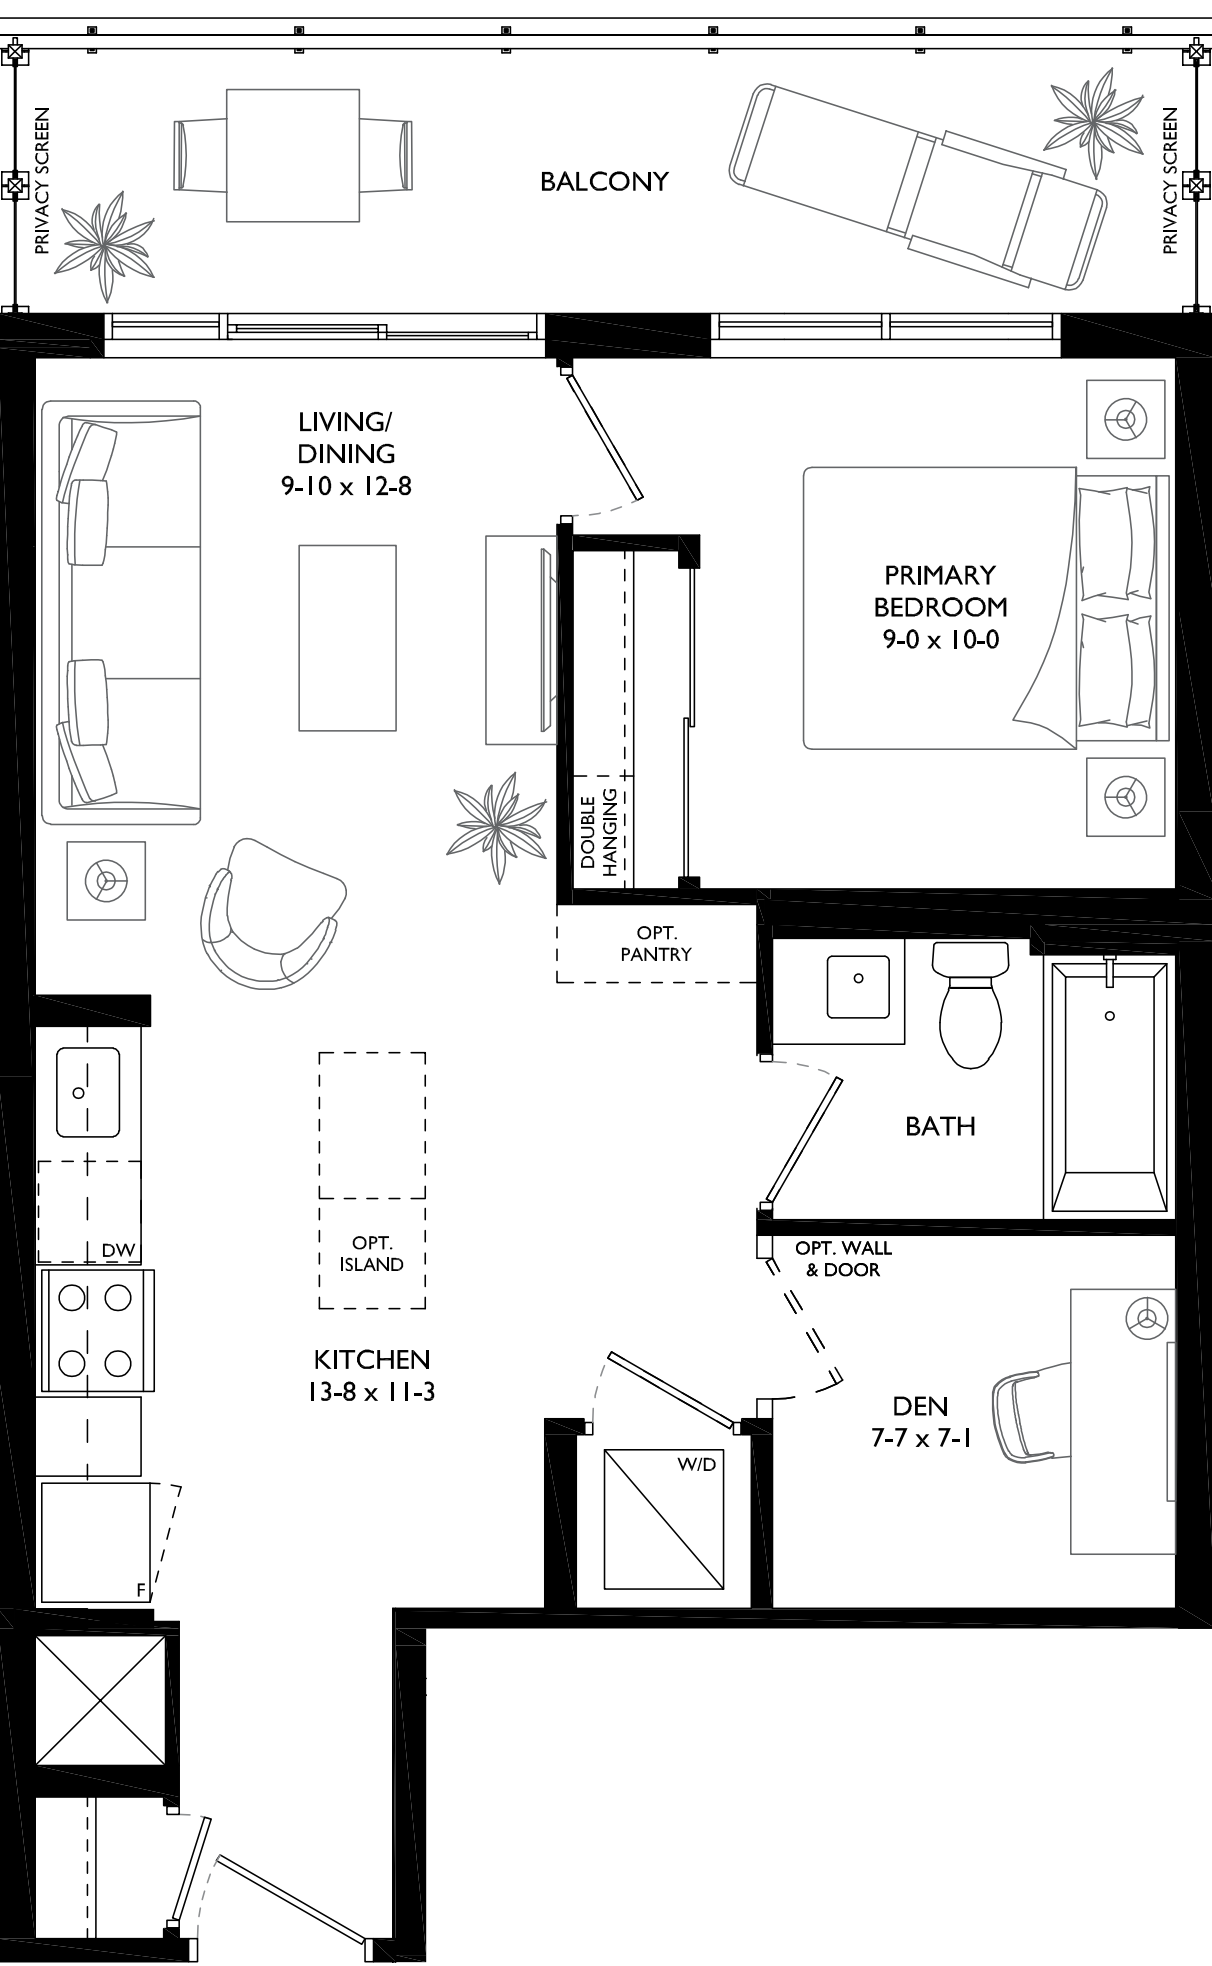 PRIVACY SCREEN
BALCONY
PRIVACY SCREEN
LIVING/
DINING
9-10 x 12-8
PRIMARY
BEDROOM
9-0 x 10-0
DOUBLE
HANGING
OPT.
PANTRY
BATH
DW
OPT.
ISLAND
OPT. WALL
& DOOR
KITCHEN
13-8 x 11-3
DEN
7-7 x 7-1
W/D
F